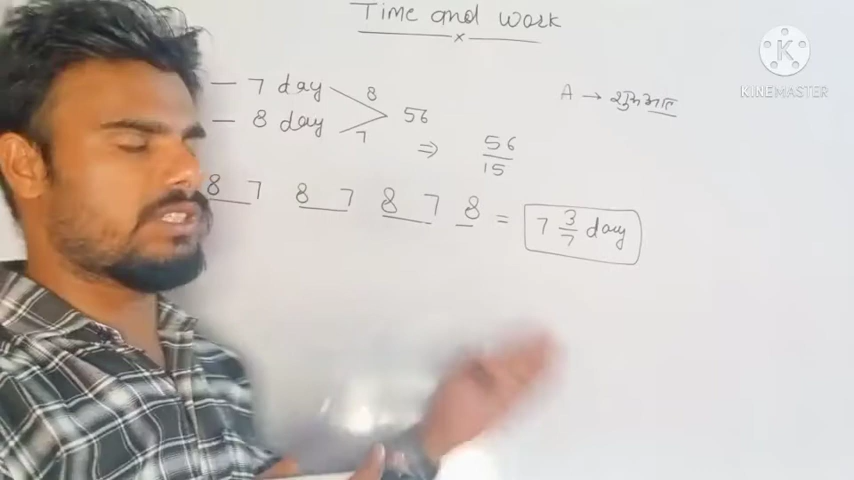 Time and work
— 7 day 8
— 8 day 7 56
A → शुरुआत
⇒ 56/15
8 7 8 7 8 7 8 = 7 3/7 day
KINEMASTER